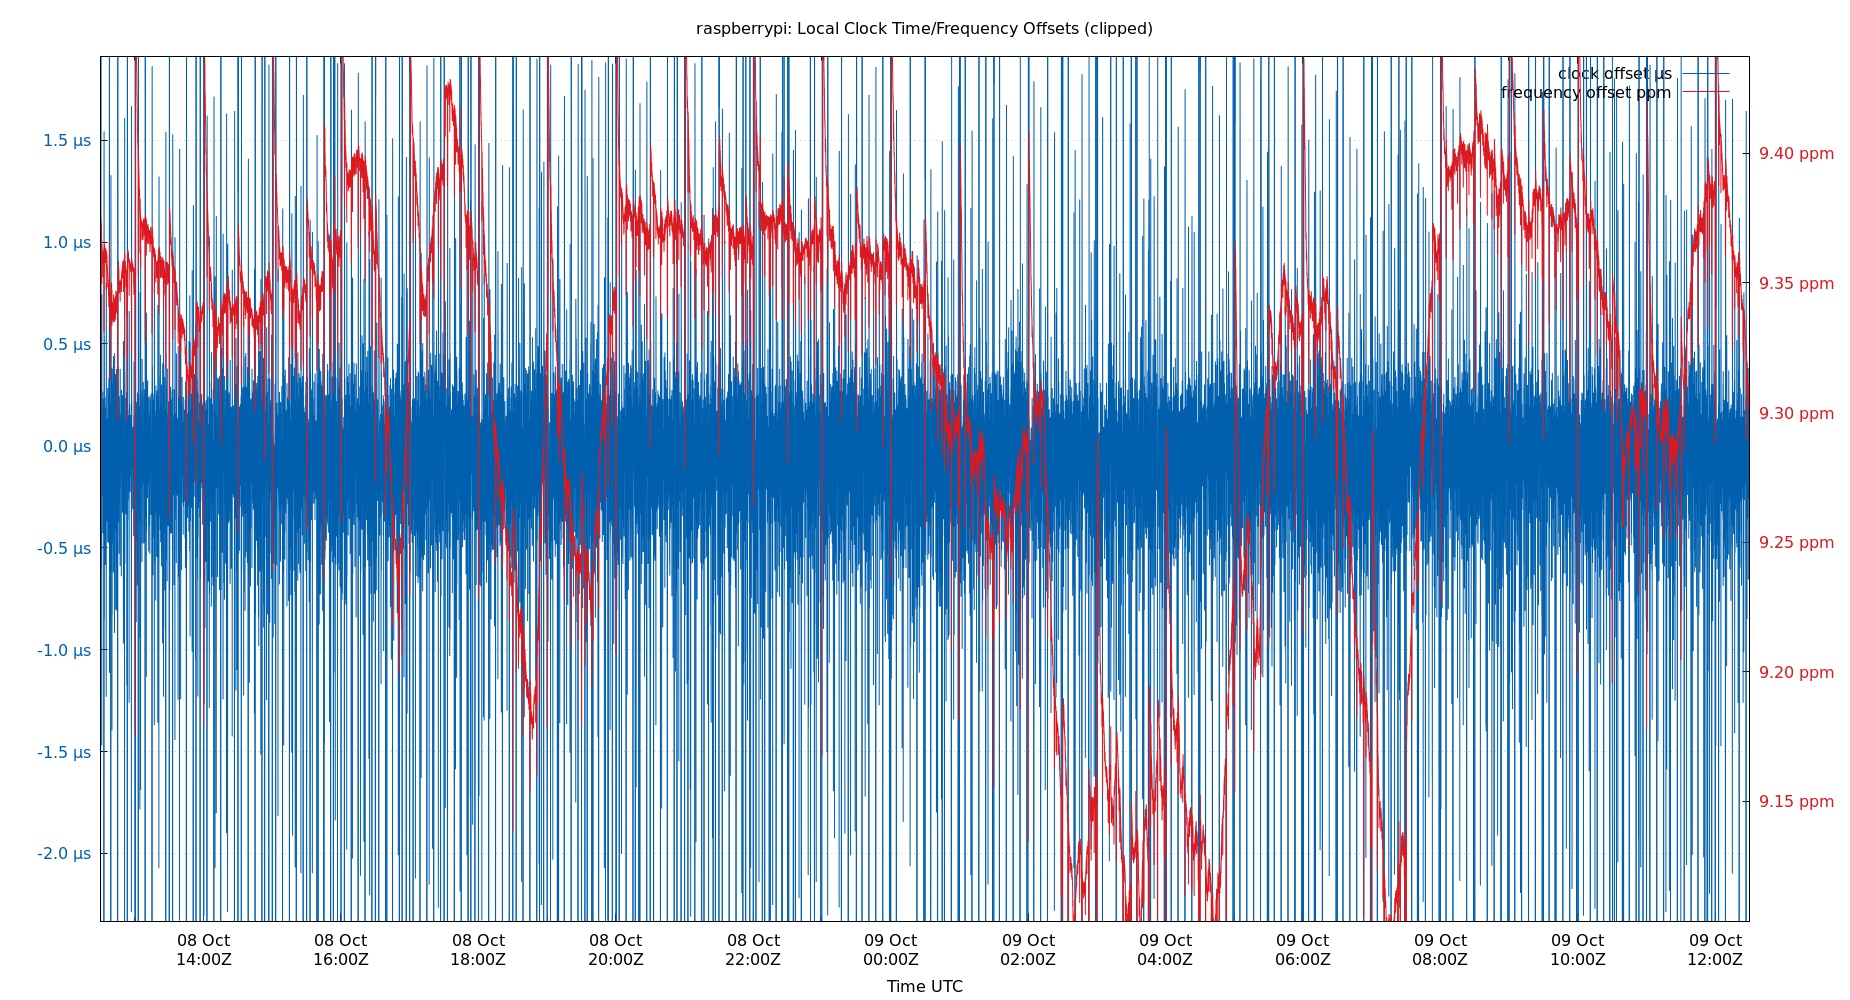 raspberrypi: Local Clock Time/Frequency Offsets (clipped)
clock offset µs
frequency offset ppm
1.5 µs
1.0 µs
0.5 µs
0.0 µs
-0.5 µs
-1.0 µs
-1.5 µs
-2.0 µs
9.40 ppm
9.35 ppm
9.30 ppm
9.25 ppm
9.20 ppm
9.15 ppm
08 Oct 08 Oct 08 Oct 08 Oct 08 Oct 09 Oct 09 Oct 09 Oct 09 Oct 09 Oct 09 Oct 09 Oct
14:00Z 16:00Z 18:00Z 20:00Z 22:00Z 00:00Z 02:00Z 04:00Z 06:00Z 08:00Z 10:00Z 12:00Z
Time UTC